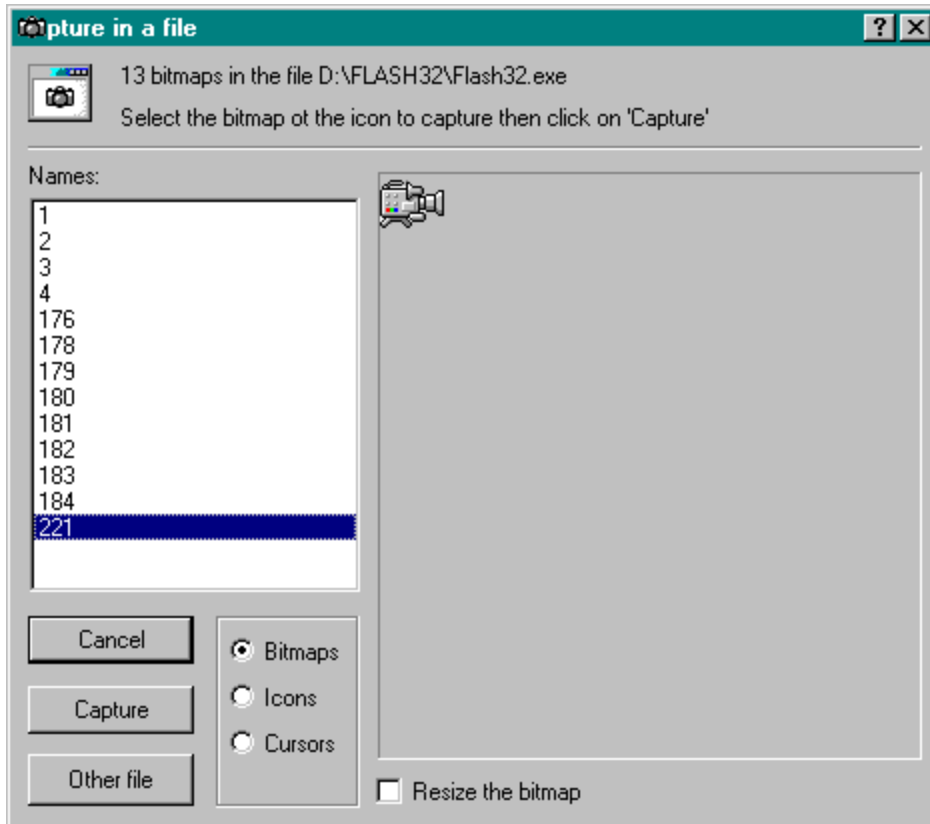 pture in a file
13 bitmaps in the file D:\FLASH32\Flash32.exe
Select the bitmap ot the icon to capture then click on 'Capture'
Names:
1
2
3
4
176
178
179
180
181
182
183
184
221
Cancel
Capture
Other file
Bitmaps
Icons
Cursors
Resize the bitmap